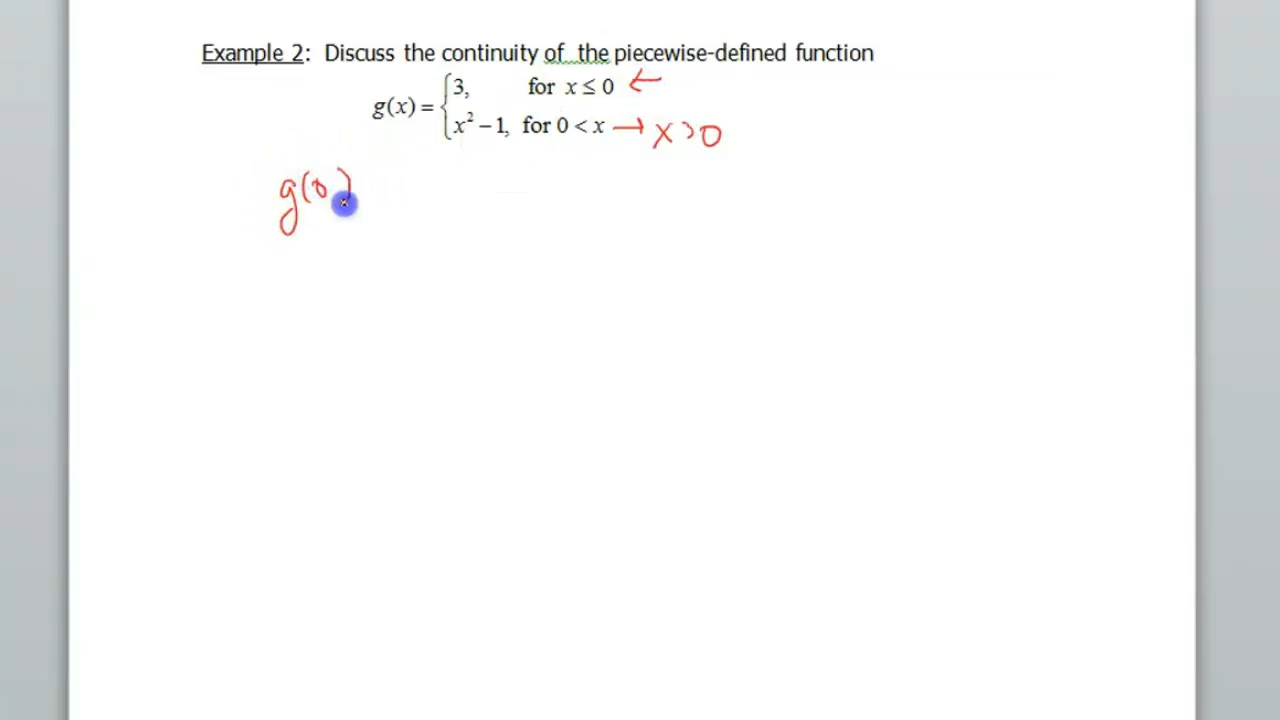 Example 2: Discuss the continuity of the piecewise-defined function
g(x) = { 3, for x ≤ 0 ←
x² − 1, for 0 < x → x > 0
g(0)